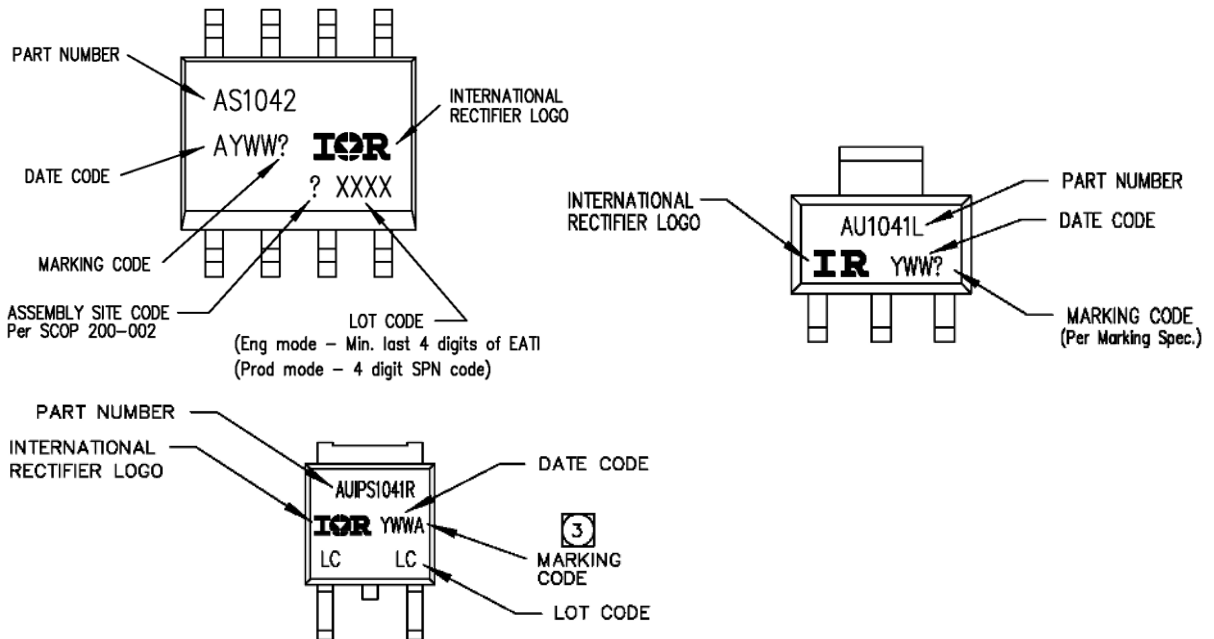 PART NUMBER
AS1042
INTERNATIONAL
RECTIFIER LOGO
AYWW?
IOR
DATE CODE
? XXXX
MARKING CODE
ASSEMBLY SITE CODE
Per SCOP 200-002
LOT CODE
(Eng mode - Min. last 4 digits of EATI
(Prod mode - 4 digit SPN code)
PART NUMBER
INTERNATIONAL
RECTIFIER LOGO
AU1041L
DATE CODE
IR
YWW?
MARKING CODE
(Per Marking Spec.)
PART NUMBER
INTERNATIONAL
RECTIFIER LOGO
DATE CODE
AUIPS1041R
IOR
YWWA
3
MARKING
CODE
LC
LC
LOT CODE